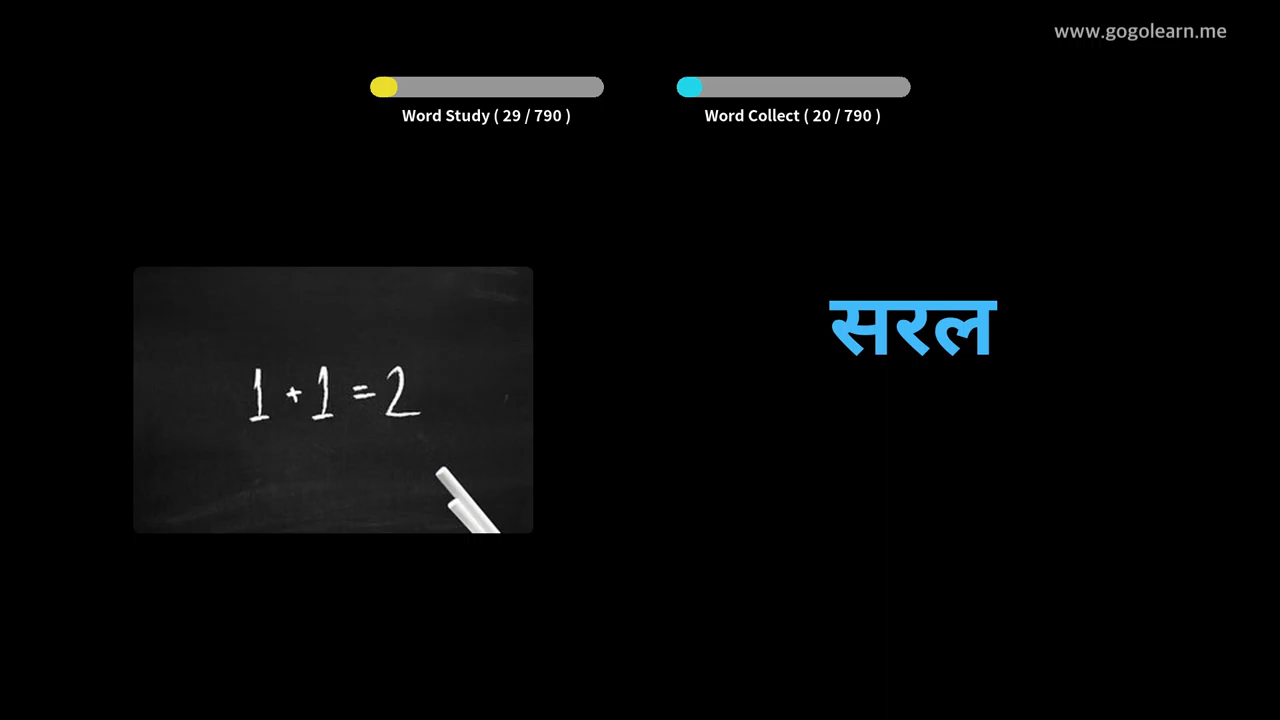 www.gogolearn.me
Word Study ( 29 / 790 )
Word Collect ( 20 / 790 )
1 + 1 = 2
सरल